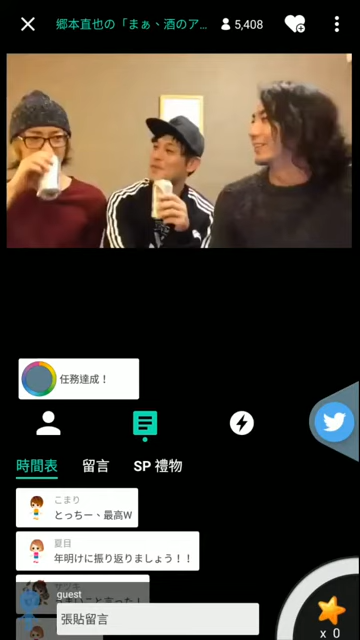 郷本直也の「まぁ、酒のア…
5,408
任務達成！
時間表 留言 SP 禮物
こまり
とっちー、最高W
夏目
年明けに振り返りましょう！！
guest
張貼留言
x 0